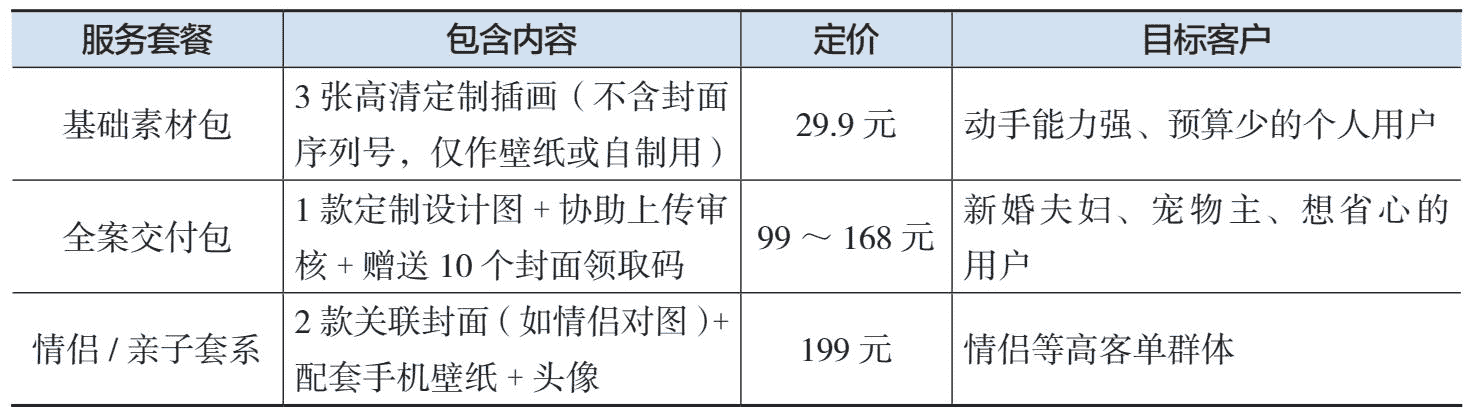 服务套餐 包含内容 定价 目标客户
基础素材包 3 张高清定制插画（不含封面 29.9 元 动手能力强、预算少的个人用户
序列号，仅作壁纸或自制用）
全案交付包 1 款定制设计图 + 协助上传审 99 ～ 168 元 新婚夫妇、宠物主、想省心的
核 + 赠送 10 个封面领取码 用户
情侣 / 亲子套系 2 款关联封面（如情侣对图）+ 199 元 情侣等高客单群体
配套手机壁纸 + 头像